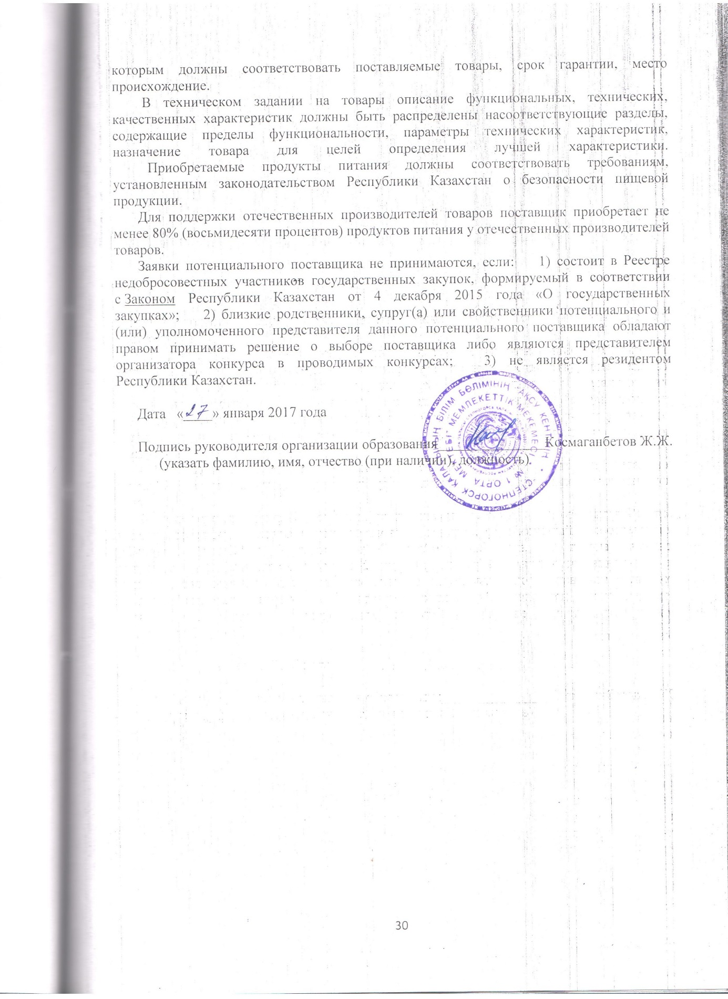 которым должны соответствовать поставляемые товары, срок гарантии, место
происхождение.
В техническом задании на товары описание функциональных, технических,
качественных характеристик должны быть распределены насоответствующие разделы,
содержащие пределы функциональности, параметры технических характеристик,
назначение товара для целей определения лучшей характеристики.
Приобретаемые продукты питания должны соответствовать требованиям,
установленным законодательством Республики Казахстан о безопасности пищевой
продукции.
Для поддержки отечественных производителей товаров поставщик приобретает не
менее 80% (восьмидесяти процентов) продуктов питания у отечественных производителей
товаров.
Заявки потенциального поставщика не принимаются, если: 1) состоит в Реестре
недобросовестных участников государственных закупок, формируемый в соответствии
с Законом Республики Казахстан от 4 декабря 2015 года «О государственных
закупках»; 2) близкие родственники, супруг(а) или свойственники потенциального и
(или) уполномоченного представителя данного потенциального поставщика обладают
правом принимать решение о выборе поставщика либо являются представителем
организатора конкурса в проводимых конкурсах; 3) не является резидентом
Республики Казахстан.
Дата «27» января 2017 года
Подпись руководителя организации образования Космаганбетов Ж.Ж.
(указать фамилию, имя, отчество (при наличии), должность)
СТЕПНОГОРСК ҚАЛАСЫНЫҢ БІЛІМ БӨЛІМІНІҢ "АҚСУ КЕНТІНІҢ
№ 1 ОРТА МЕКТЕБІ" МЕМЛЕКЕТТІК МЕКЕМЕСІ
30